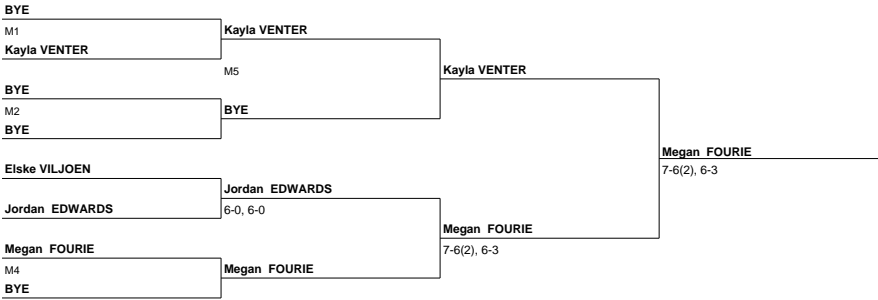 BYE
M1
Kayla VENTER
Kayla VENTER
M5
BYE
M2
BYE
BYE
Kayla VENTER
Elske VILJOEN
Jordan EDWARDS
Jordan EDWARDS
6-0, 6-0
Megan FOURIE
M4
BYE
Megan FOURIE
Megan FOURIE
7-6(2), 6-3
Megan FOURIE
7-6(2), 6-3